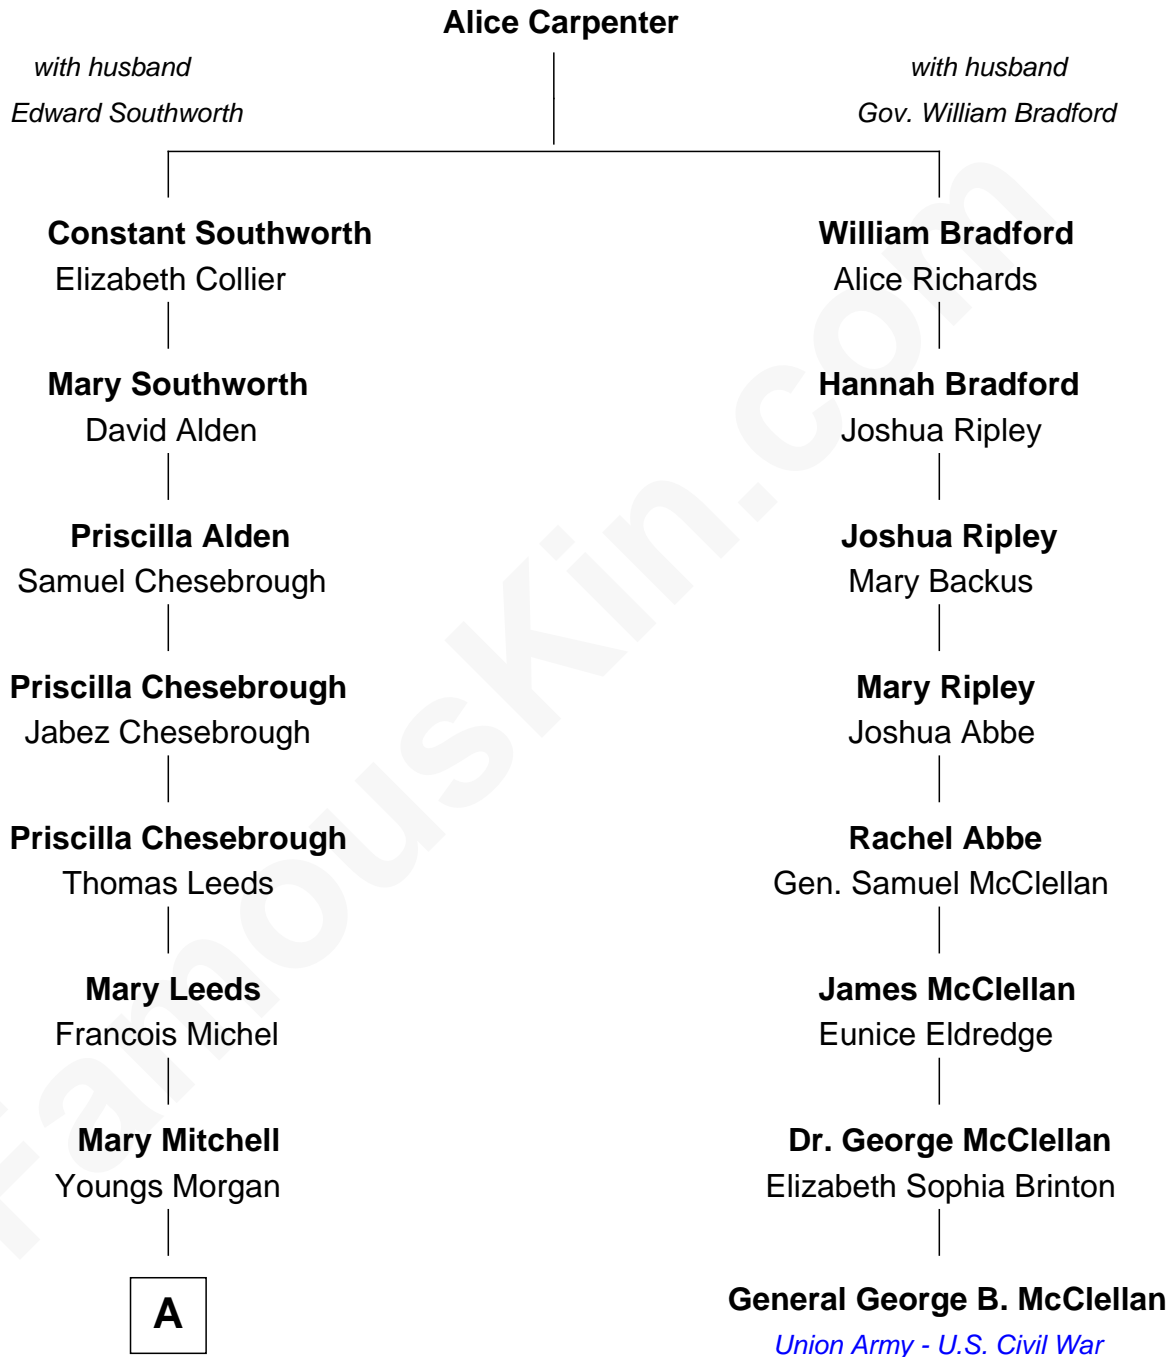 Alice Carpenter
with husband
Edward Southworth
with husband
Gov. William Bradford
Constant Southworth
Elizabeth Collier
William Bradford
Alice Richards
Mary Southworth
David Alden
Hannah Bradford
Joshua Ripley
Priscilla Alden
Samuel Chesebrough
Joshua Ripley
Mary Backus
Priscilla Chesebrough
Jabez Chesebrough
Mary Ripley
Joshua Abbe
Priscilla Chesebrough
Thomas Leeds
Rachel Abbe
Gen. Samuel McClellan
Mary Leeds
Francois Michel
James McClellan
Eunice Eldredge
Mary Mitchell
Youngs Morgan
Dr. George McClellan
Elizabeth Sophia Brinton
A
General George B. McClellan
Union Army - U.S. Civil War
FamousKin.com